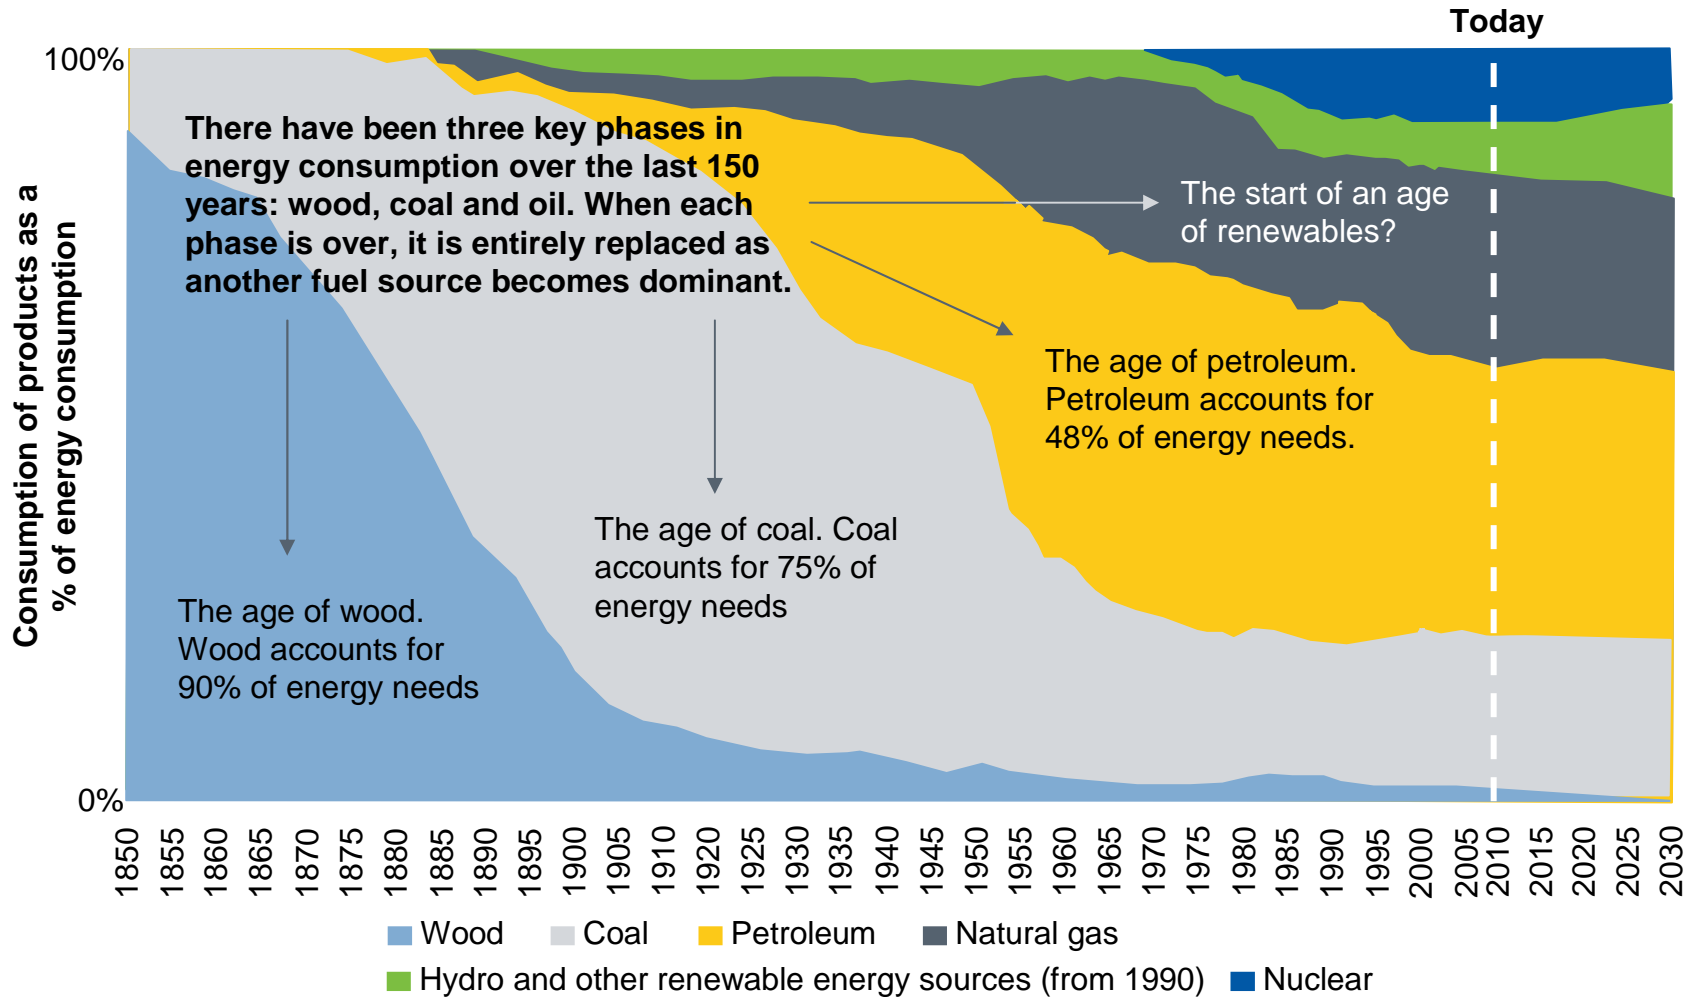 Today
100%
There have been three key phases in
energy consumption over the last 150
years: wood, coal and oil. When each
phase is over, it is entirely replaced as
another fuel source becomes dominant.
The start of an age
of renewables?
The age of petroleum.
Petroleum accounts for
48% of energy needs.
The age of coal. Coal
accounts for 75% of
energy needs
The age of wood.
Wood accounts for
90% of energy needs
Consumption of products as a
% of energy consumption
0%
1850
1855
1860
1865
1870
1875
1880
1885
1890
1895
1900
1905
1910
1920
1925
1930
1935
1940
1945
1950
1955
1960
1965
1970
1975
1980
1985
1990
1995
2000
2005
2010
2015
2020
2025
2030
Wood Coal Petroleum Natural gas
Hydro and other renewable energy sources (from 1990) Nuclear